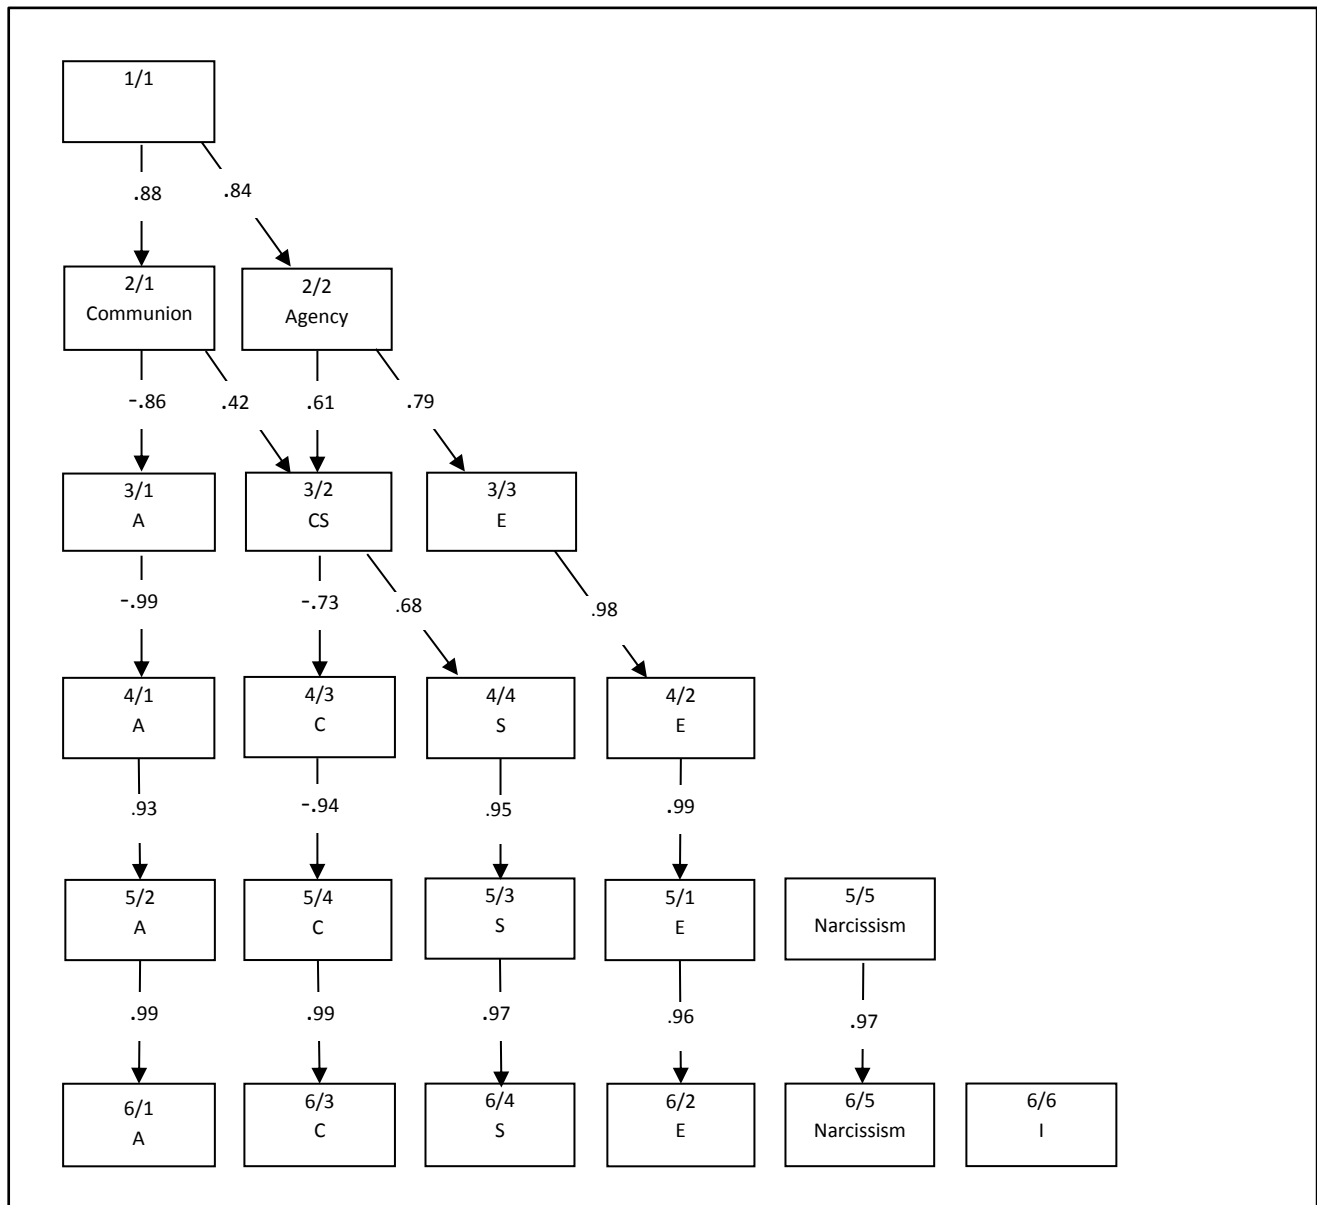 1/1
.88
.84
2/1
Communion
2/2
Agency
-.86
.42
.61
.79
3/1
A
3/2
CS
3/3
E
-.99
-.73
.68
.98
4/1
A
4/3
C
4/4
S
4/2
E
.93
-.94
.95
.99
5/2
A
5/4
C
5/3
S
5/1
E
5/5
Narcissism
.99
.99
.97
.96
.97
6/1
A
6/3
C
6/4
S
6/2
E
6/5
Narcissism
6/6
I